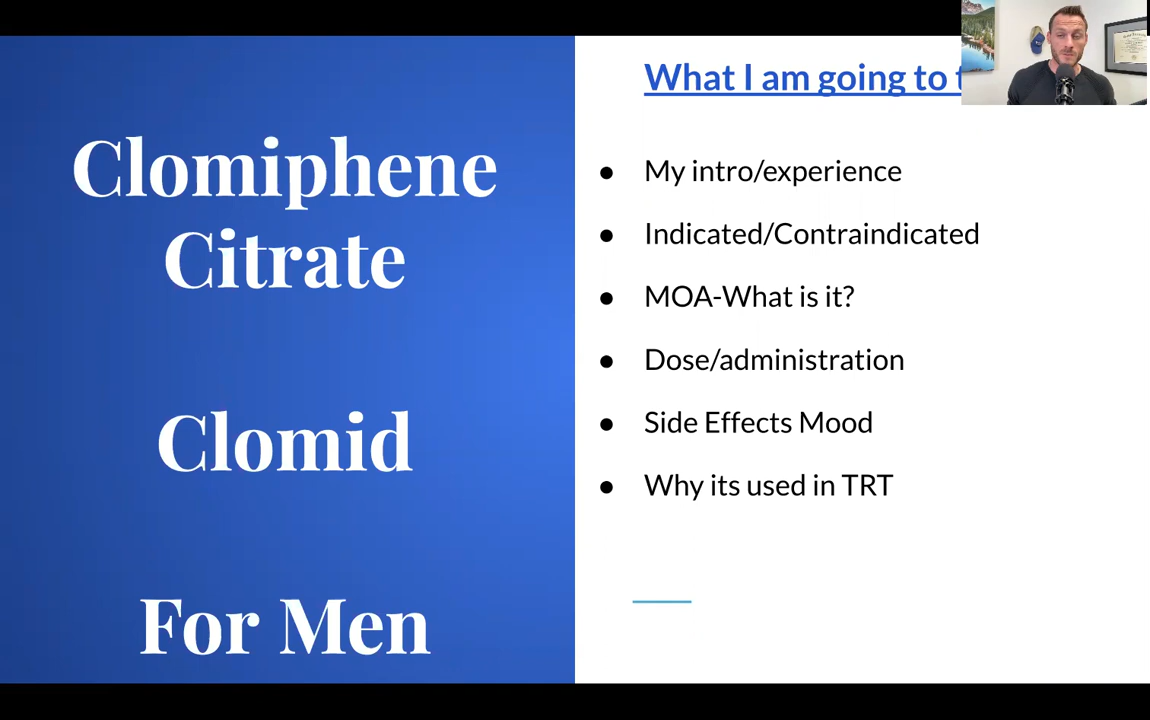 Clomiphene
Citrate
Clomid
For Men
What I am going to
● My intro/experience
● Indicated/Contraindicated
● MOA-What is it?
● Dose/administration
● Side Effects Mood
● Why its used in TRT